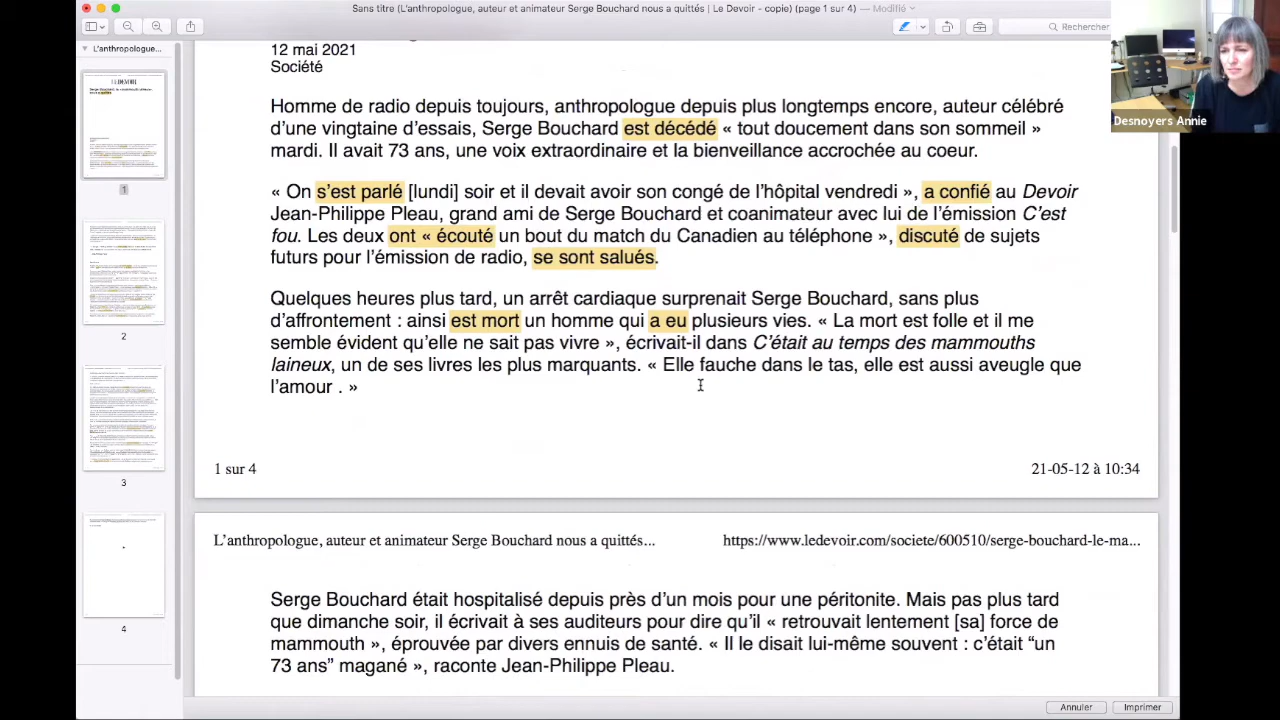 Sans titre (L'anthropologue, auteur et animateur Serge Bouchard nous a quittés | Le Devoir - copie) (page 1 sur 4) — Modifié
Rechercher
L'anthropologue...
LE DEVOIR
1
2
3
4
12 mai 2021
Société
Homme de radio depuis toujours, anthropologue depuis plus longtemps encore, auteur célébré
d'une vingtaine d'essais, Serge Bouchard est décédé « tout doucement dans son sommeil »
mardi. Il avait 73 ans, une voix extraordinaire et la bienveillance accrochée au coeur.
« On s'est parlé [lundi] soir et il devait avoir son congé de l'hôpital vendredi », a confié au Devoir
Jean-Philippe Pleau, grand ami de Serge Bouchard et coanimateur avec lui de l'émission C'est
fou. Les deux ont « écouté un mauvais match du Canadien au téléphone », discuté de sujets
futurs pour l'émission de radio, se sont salués.
Quelques heures plus tard, une crise cardiaque surprenait Serge Bouchard, sans plus
d'affrontement : ainsi est mort un homme qui a eu plusieurs vies. « La mort est folle et il me
semble évident qu'elle ne sait pas vivre », écrivait-il dans C'était au temps des mammouths
laineux, un de ses livres les plus marquants. « Elle fauche dans le tas, elle est aussi aveugle que
l'amour . »
1 sur 4 21-05-12 à 10:34
L'anthropologue, auteur et animateur Serge Bouchard nous a quittés... https://www.ledevoir.com/societe/600510/serge-bouchard-le-ma...
Serge Bouchard était hospitalisé depuis près d'un mois pour une péritonite. Mais pas plus tard
que dimanche soir, il écrivait à ses auditeurs pour dire qu'il « retrouvait lentement [sa] force de
mammouth », éprouvée par divers ennuis de santé. « Il le disait lui-même souvent : c'était “un
73 ans” magané », raconte Jean-Philippe Pleau.
Annuler Imprimer
Desnoyers Annie